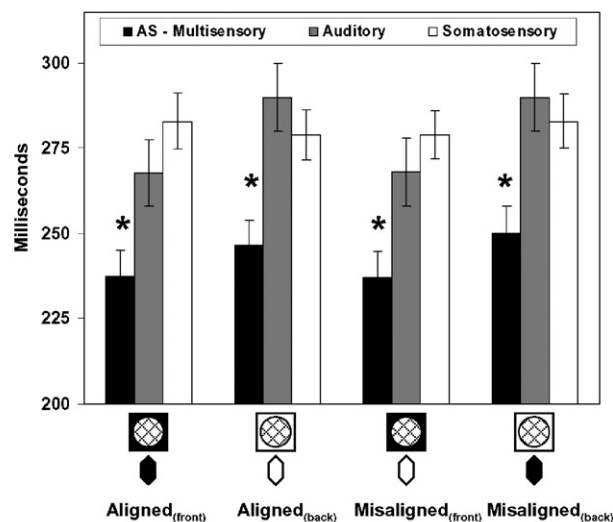 AS - Multisensory Auditory Somatosensory
Milliseconds
300
275
250
225
200
* * * *
Aligned(front) Aligned(back) Misaligned(front) Misaligned(back)